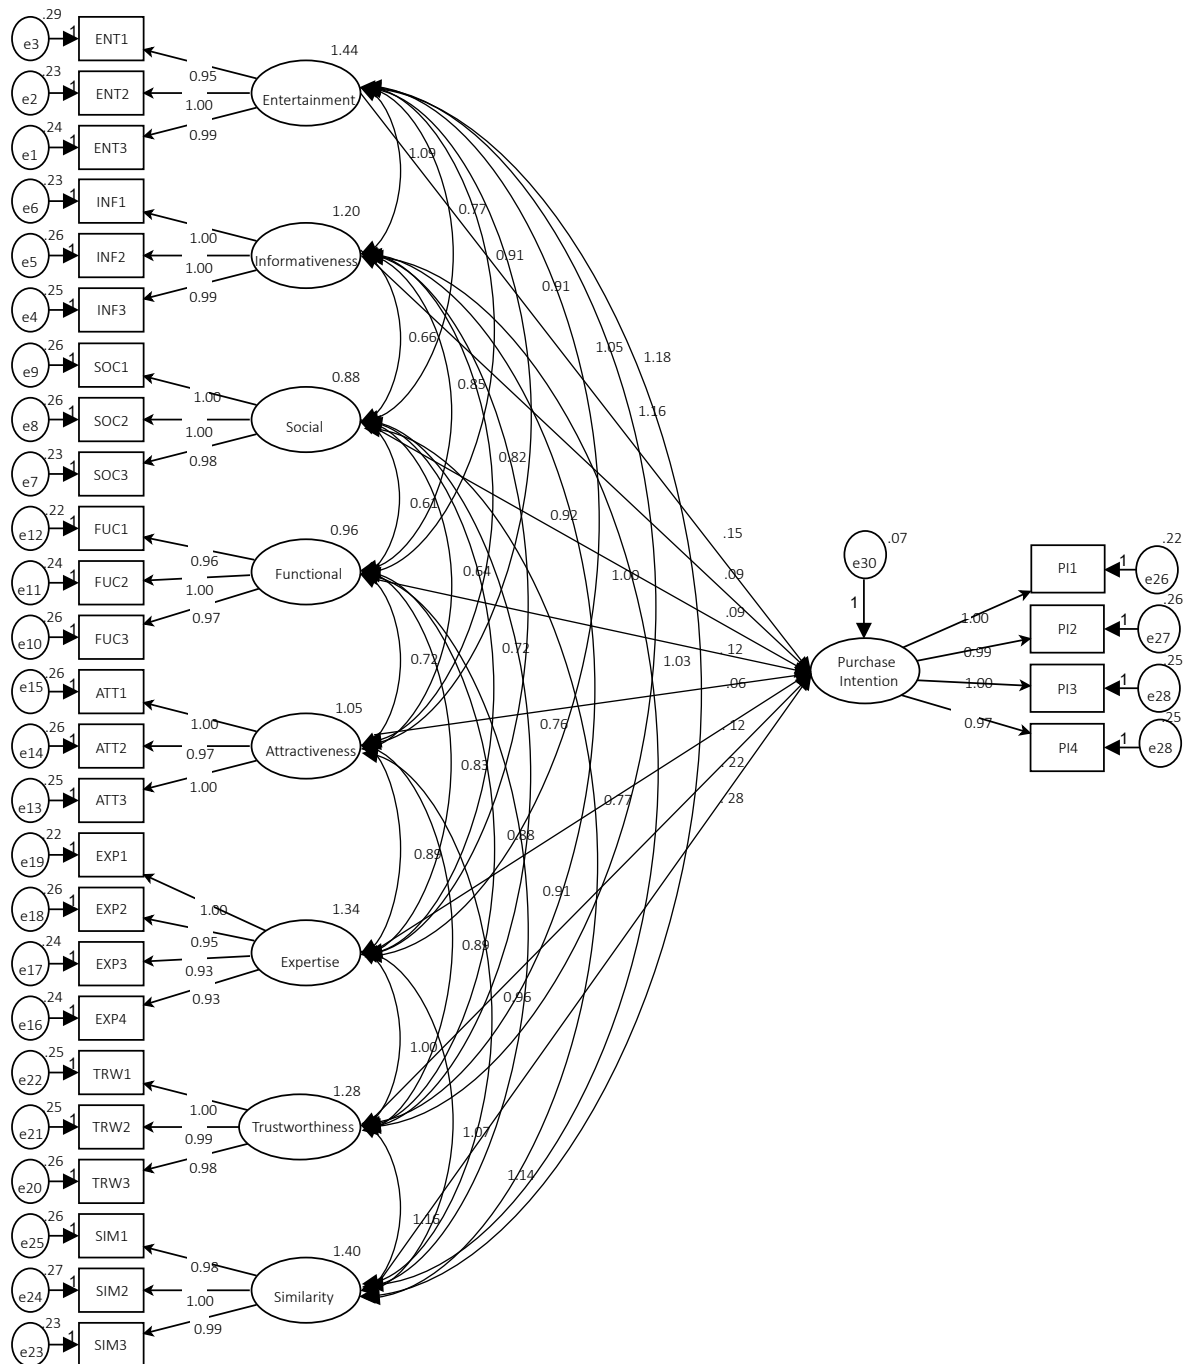 .29
1
e3
ENT1
0.95
.23
1
e2
ENT2
1.00
.24
1
e1
ENT3
0.99
1.44
Entertainment
.23
1
e6
INF1
1.00
.26
1
e5
INF2
1.00
.25
1
e4
INF3
0.99
1.20
Informativeness
.26
1
e9
SOC1
1.00
.26
1
e8
SOC2
1.00
.23
1
e7
SOC3
0.98
0.88
Social
.22
1
e12
FUC1
0.96
.24
1
e11
FUC2
1.00
.26
1
e10
FUC3
0.97
0.96
Functional
.26
1
e15
ATT1
1.00
.26
1
e14
ATT2
0.97
.25
1
e13
ATT3
1.00
1.05
Attractiveness
.22
1
e19
EXP1
1.00
.26
1
e18
EXP2
0.95
.24
1
e17
EXP3
0.93
.24
1
e16
EXP4
0.93
1.34
Expertise
.25
1
e22
TRW1
1.00
.25
1
e21
TRW2
0.99
.26
1
e20
TRW3
0.98
1.28
Trustworthiness
.26
1
e25
SIM1
0.98
.27
1
e24
SIM2
1.00
.23
1
e23
SIM3
0.99
1.40
Similarity
1.09
0.77
0.91
0.91
1.05
1.18
1.16
0.66
0.85
0.82
0.92
1.00
1.03
0.61
0.64
0.72
0.76
0.77
0.72
0.83
0.88
0.91
0.89
0.89
0.96
1.00
1.07
1.14
1.16
.15
.09
.09
.12
.06
.12
.22
.28
.07
e30
1
Purchase
Intention
1.00
PI1
1
.22
e26
0.99
PI2
1
.26
e27
1.00
PI3
1
.25
e28
0.97
PI4
1
.25
e28